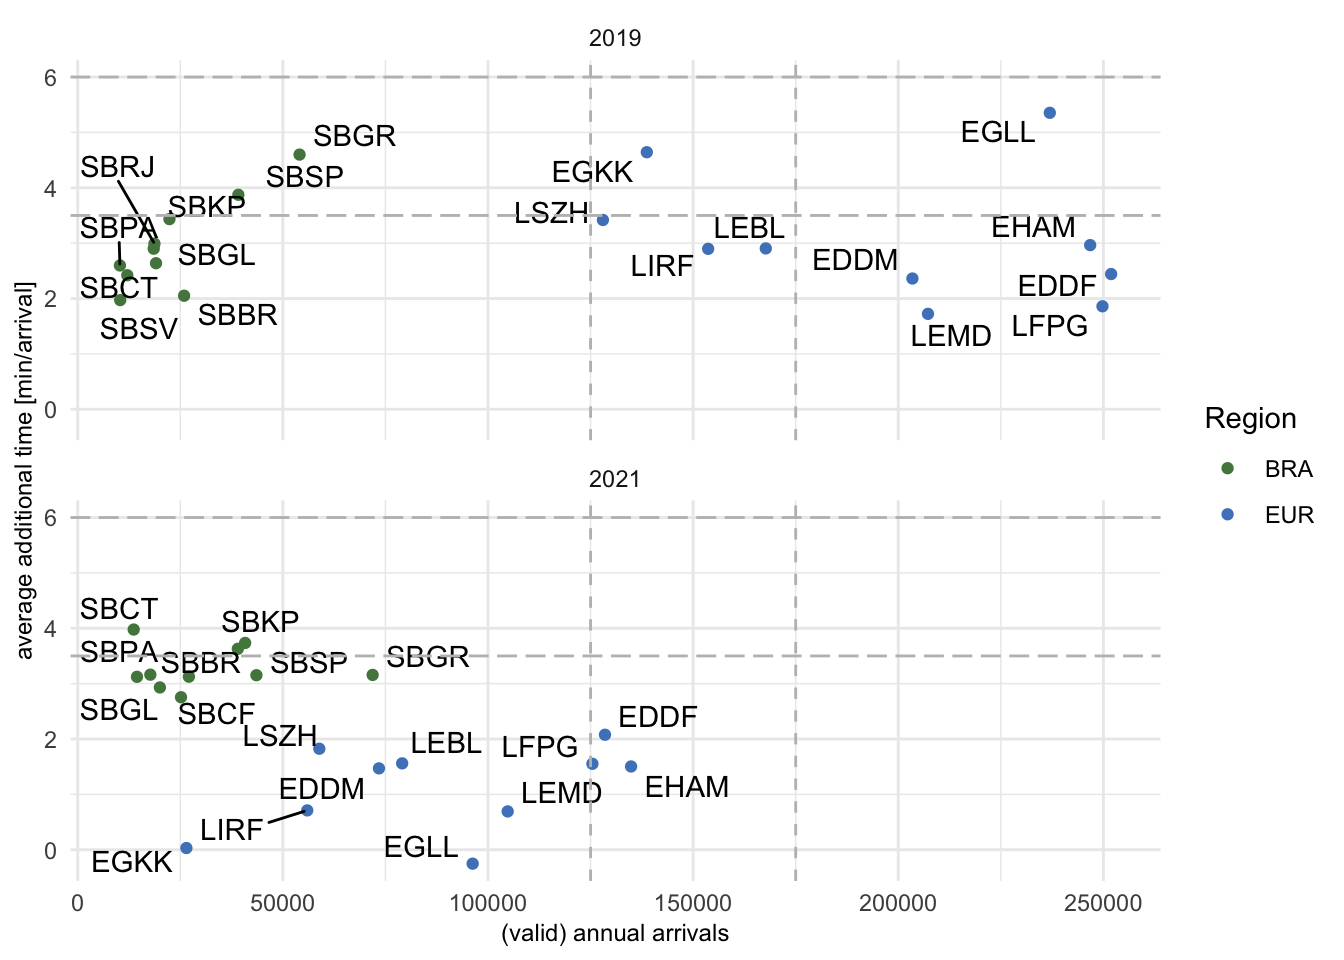 2019
6
4
2
0
SBGR
SBRJ
SBSP
SBKP
SBPA
SBGL
SBCT
SBSV
SBBR
EGLL
EGKK
LSZH
LEBL
EHAM
LIRF
EDDM
EDDF
LEMD
LFPG
average additional time [min/arrival]
Region
BRA
EUR
2021
6
4
2
0
SBCT
SBKP
SBPA
SBBR
SBSP
SBGR
SBGL
SBCF
LSZH
LEBL
LFPG
EDDF
EDDM
LEMD
EHAM
LIRF
EGLL
EGKK
0
50000
100000
150000
200000
250000
(valid) annual arrivals